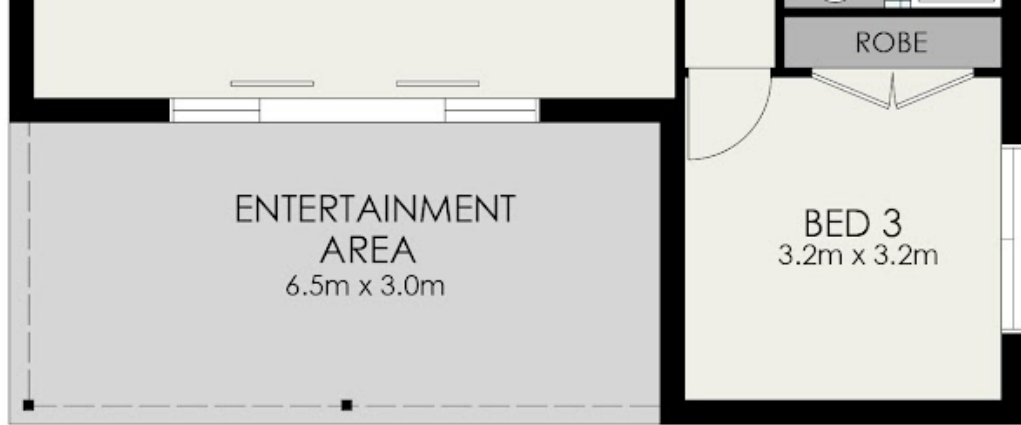 ROBE
ENTERTAINMENT
AREA
6.5m x 3.0m
BED 3
3.2m x 3.2m